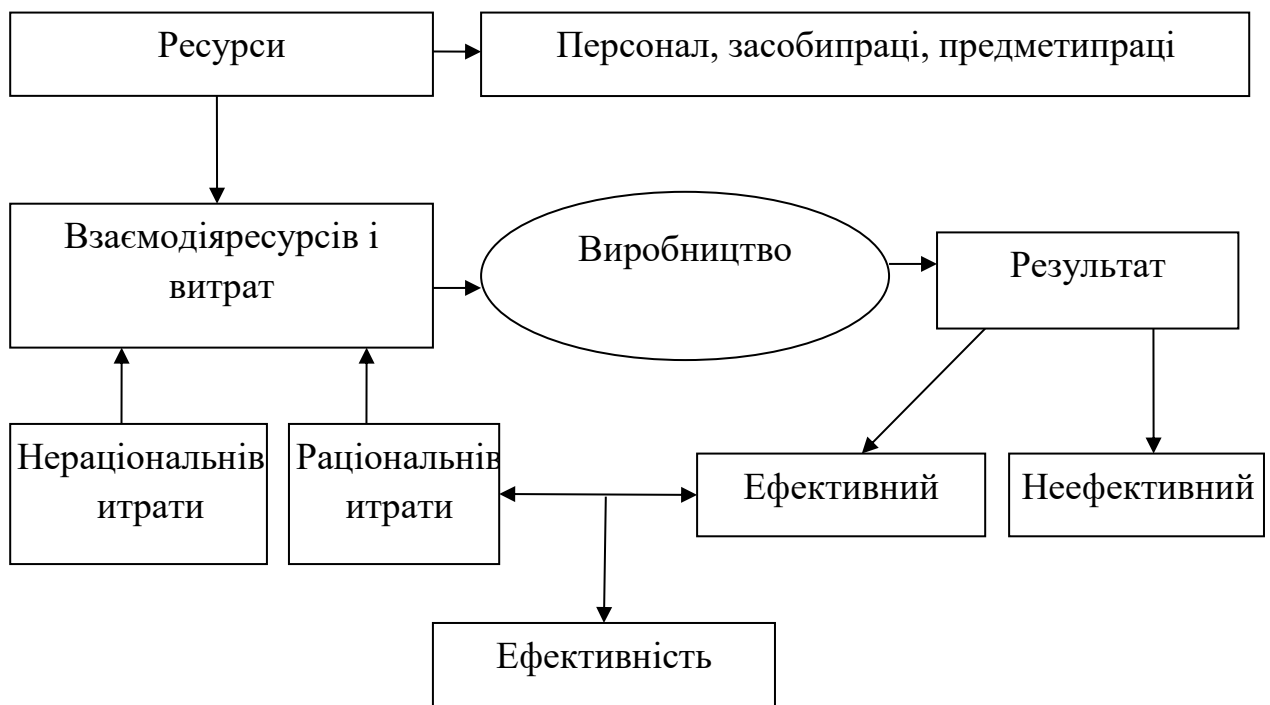 Ресурси
Персонал, засобипраці, предметипраці
Взаємодіяресурсів і
витрат
Виробництво
Результат
Нераціональнів
итрати
Раціональнів
итрати
Ефективний
Неефективний
Ефективність